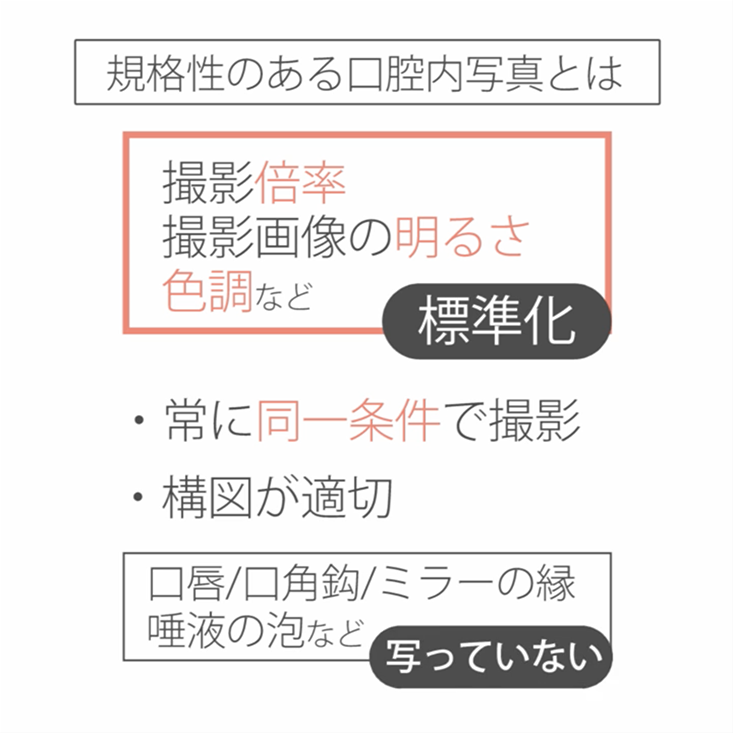 規格性のある口腔内写真とは
撮影倍率
撮影画像の明るさ
色調など
標準化
・常に同一条件で撮影
・構図が適切
口唇/口角鈎/ミラーの縁
唾液の泡など
写っていない